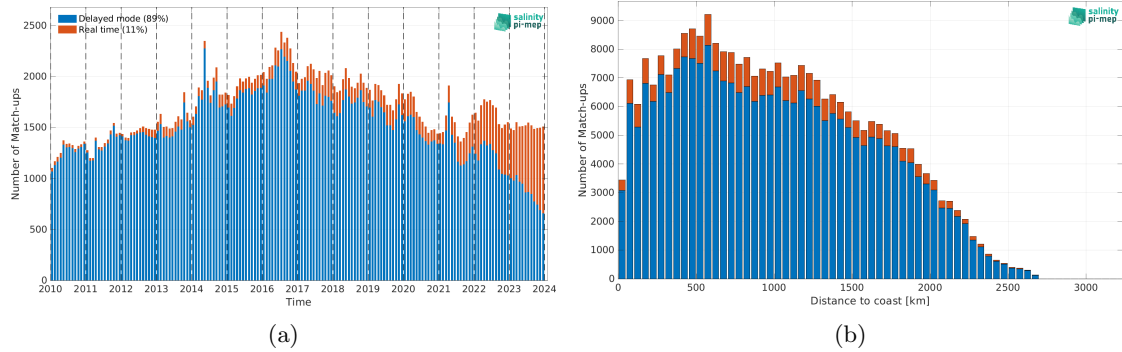 Delayed mode (89%)
Real time (11%)
salinity
pi-mep
Number of Match-ups
2500
2000
1500
1000
500
0
2010 2011 2012 2013 2014 2015 2016 2017 2018 2019 2020 2021 2022 2023 2024
Time
(a)
salinity
pi-mep
Number of Match-ups
9000
8000
7000
6000
5000
4000
3000
2000
1000
0
0 500 1000 1500 2000 2500 3000
Distance to coast [km]
(b)